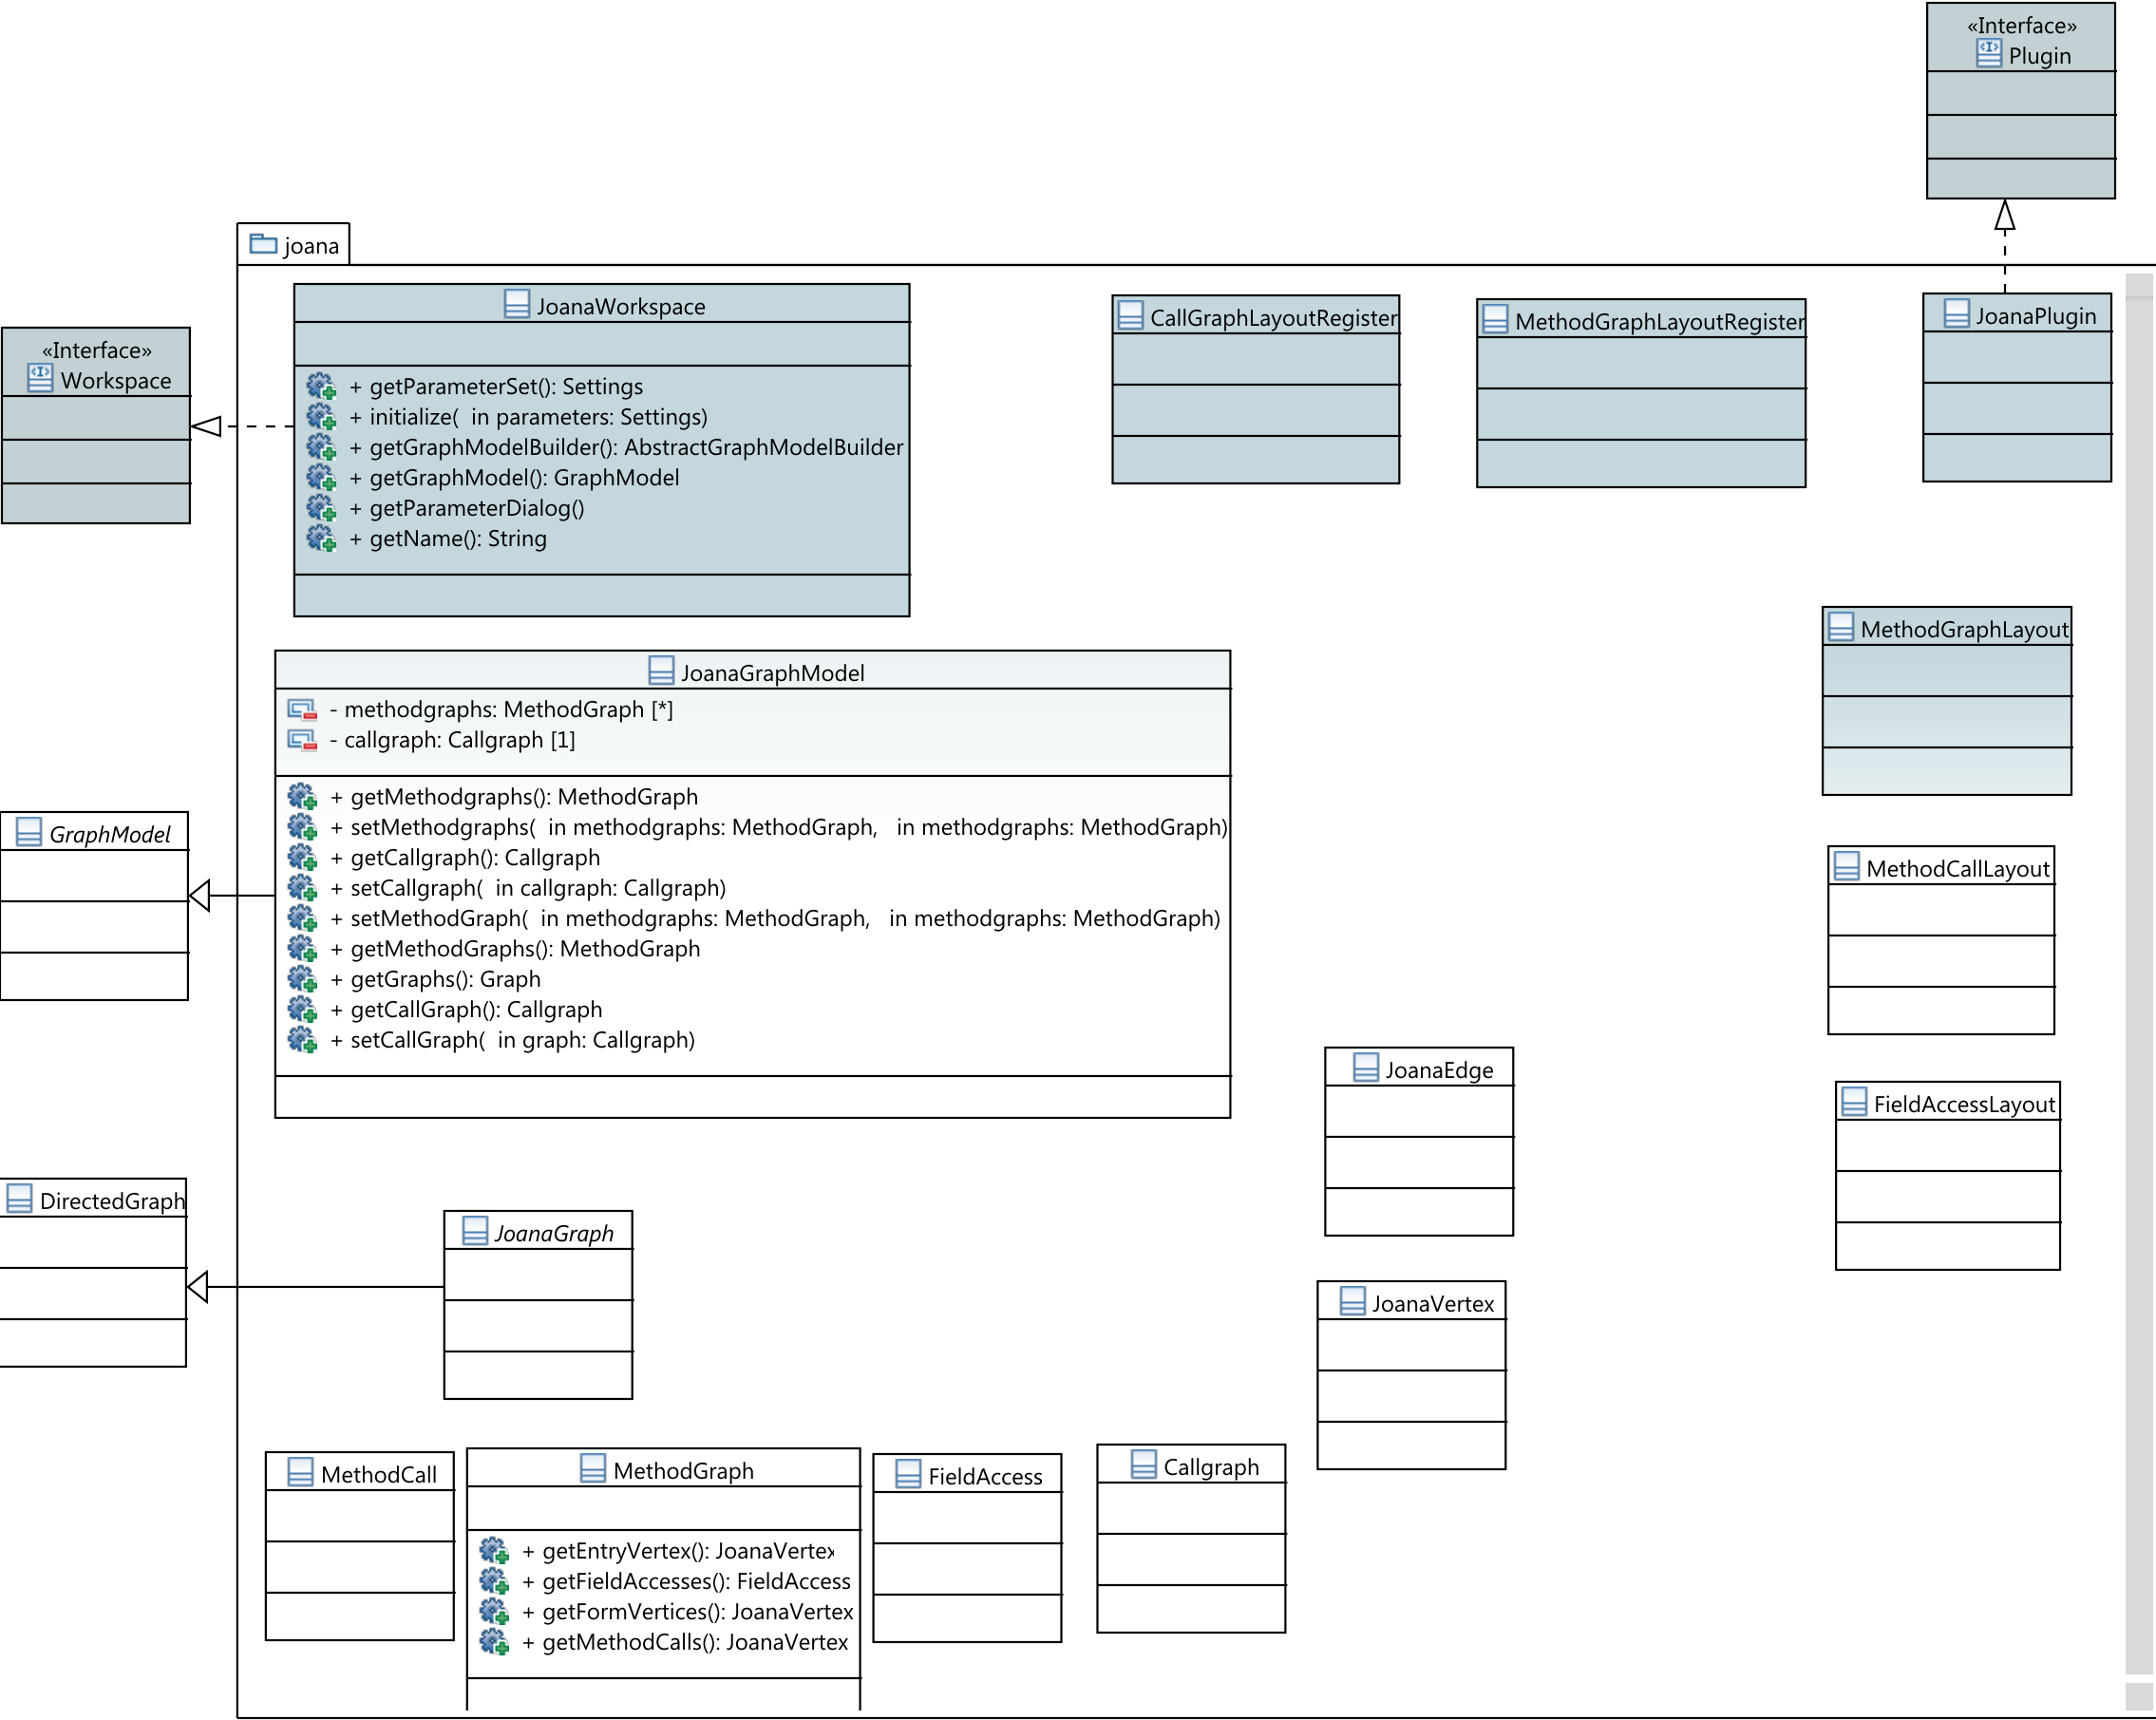 «Interface»
Plugin
joana
JoanaWorkspace
+ getParameterSet(): Settings
+ initialize(  in parameters: Settings)
+ getGraphModelBuilder(): AbstractGraphModelBuilder
+ getGraphModel(): GraphModel
+ getParameterDialog()
+ getName(): String
CallGraphLayoutRegister
MethodGraphLayoutRegister
JoanaPlugin
«Interface»
Workspace
MethodGraphLayout
JoanaGraphModel
- methodgraphs: MethodGraph [*]
- callgraph: Callgraph [1]
+ getMethodgraphs(): MethodGraph
+ setMethodgraphs(  in methodgraphs: MethodGraph,   in methodgraphs: MethodGraph)
+ getCallgraph(): Callgraph
+ setCallgraph(  in callgraph: Callgraph)
+ setMethodGraph(  in methodgraphs: MethodGraph,   in methodgraphs: MethodGraph)
+ getMethodGraphs(): MethodGraph
+ getGraphs(): Graph
+ getCallGraph(): Callgraph
+ setCallGraph(  in graph: Callgraph)
GraphModel
MethodCallLayout
JoanaEdge
FieldAccessLayout
DirectedGraph
JoanaGraph
JoanaVertex
MethodCall
MethodGraph
+ getEntryVertex(): JoanaVertex
+ getFieldAccesses(): FieldAccess
+ getFormVertices(): JoanaVertex
+ getMethodCalls(): JoanaVertex
FieldAccess
Callgraph